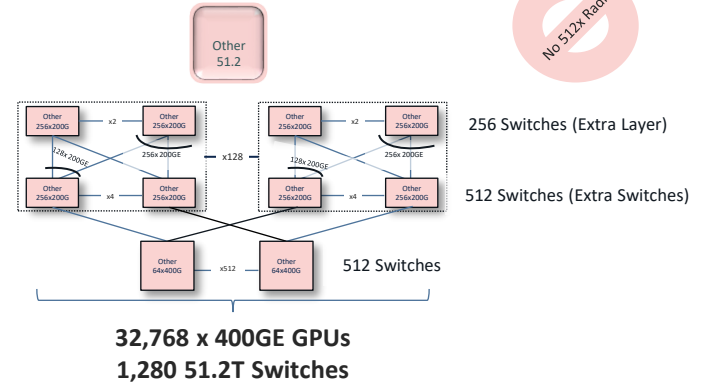 No 512x
Other
51.2
Other
256x200G
x2
Other
256x200G
Other
256x200G
x2
Other
256x200G
256 Switches (Extra Layer)
128x 200GE
256x 200GE
x128
128x 200GE
256x 200GE
Other
256x200G
x4
Other
256x200G
Other
256x200G
x4
Other
256x200G
512 Switches (Extra Switches)
Other
64x400G
x512
Other
64x400G
512 Switches
32,768 x 400GE GPUs
1,280 51.2T Switches